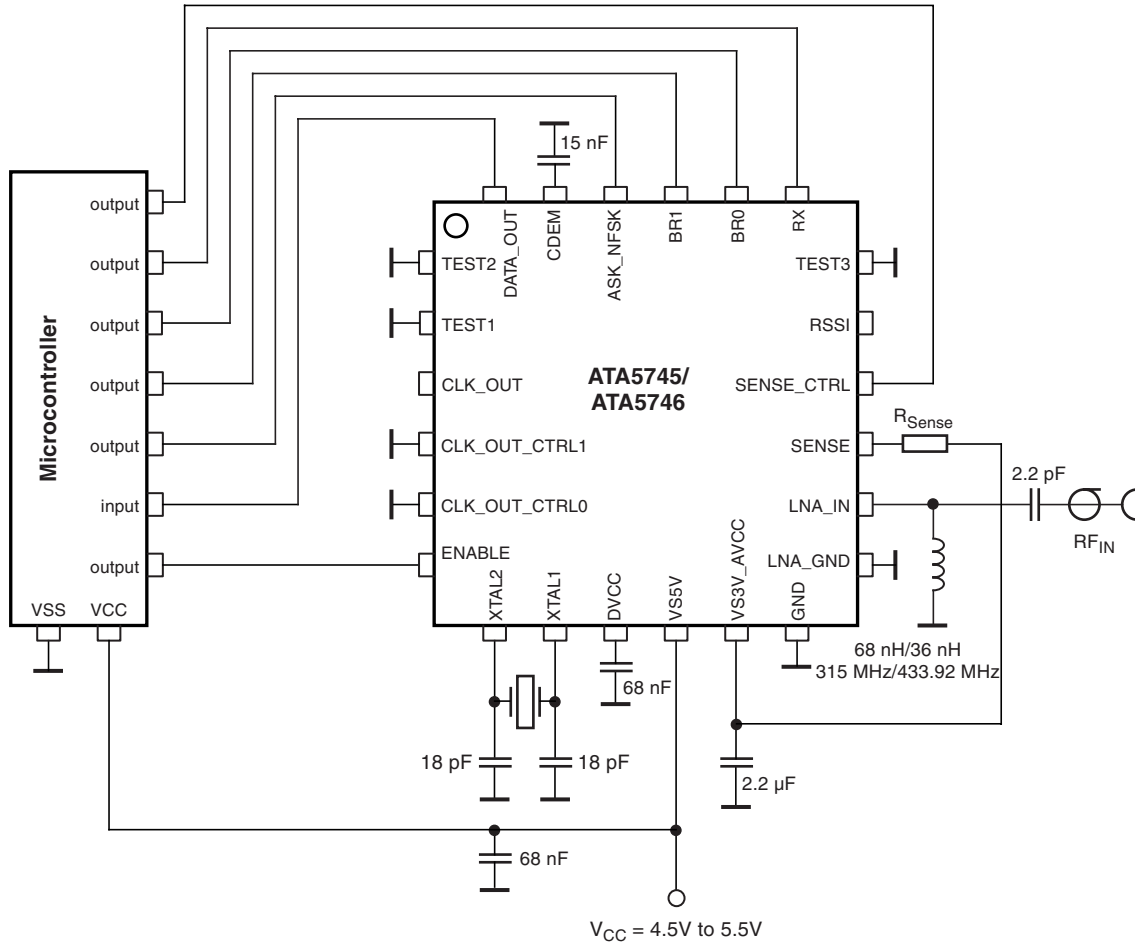 15 nF
output
output
output
output
output
input
output
Microcontroller
VSS
VCC
DATA_OUT
CDEM
ASK_NFSK
BR1
BR0
RX
TEST2
TEST1
CLK_OUT
CLK_OUT_CTRL1
CLK_OUT_CTRL0
ENABLE
ATA5745/
ATA5746
TEST3
RSSI
SENSE_CTRL
SENSE
LNA_IN
LNA_GND
XTAL2
XTAL1
DVCC
VS5V
VS3V_AVCC
GND
RSense
2.2 pF
RFIN
68 nH/36 nH
315 MHz/433.92 MHz
68 nF
18 pF
18 pF
2.2 µF
68 nF
VCC = 4.5V to 5.5V